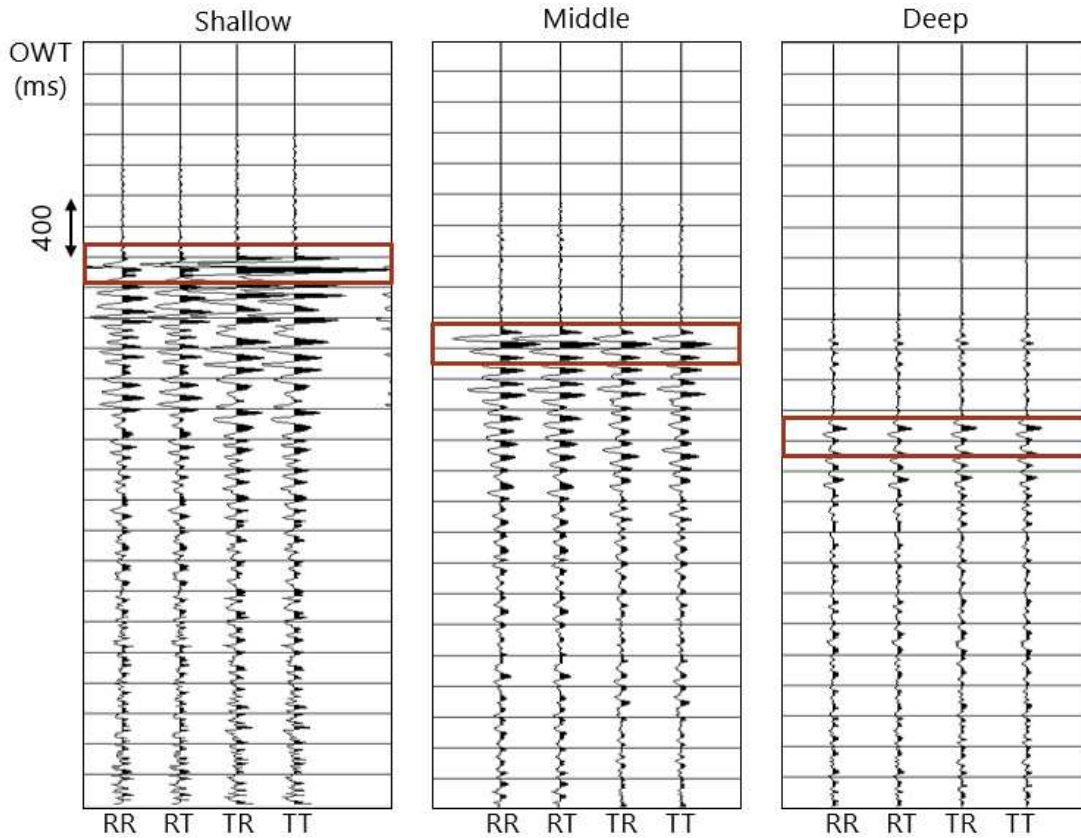 Shallow
Middle
Deep
OWT
(ms)
400
RR RT TR TT
RR RT TR TT
RR RT TR TT